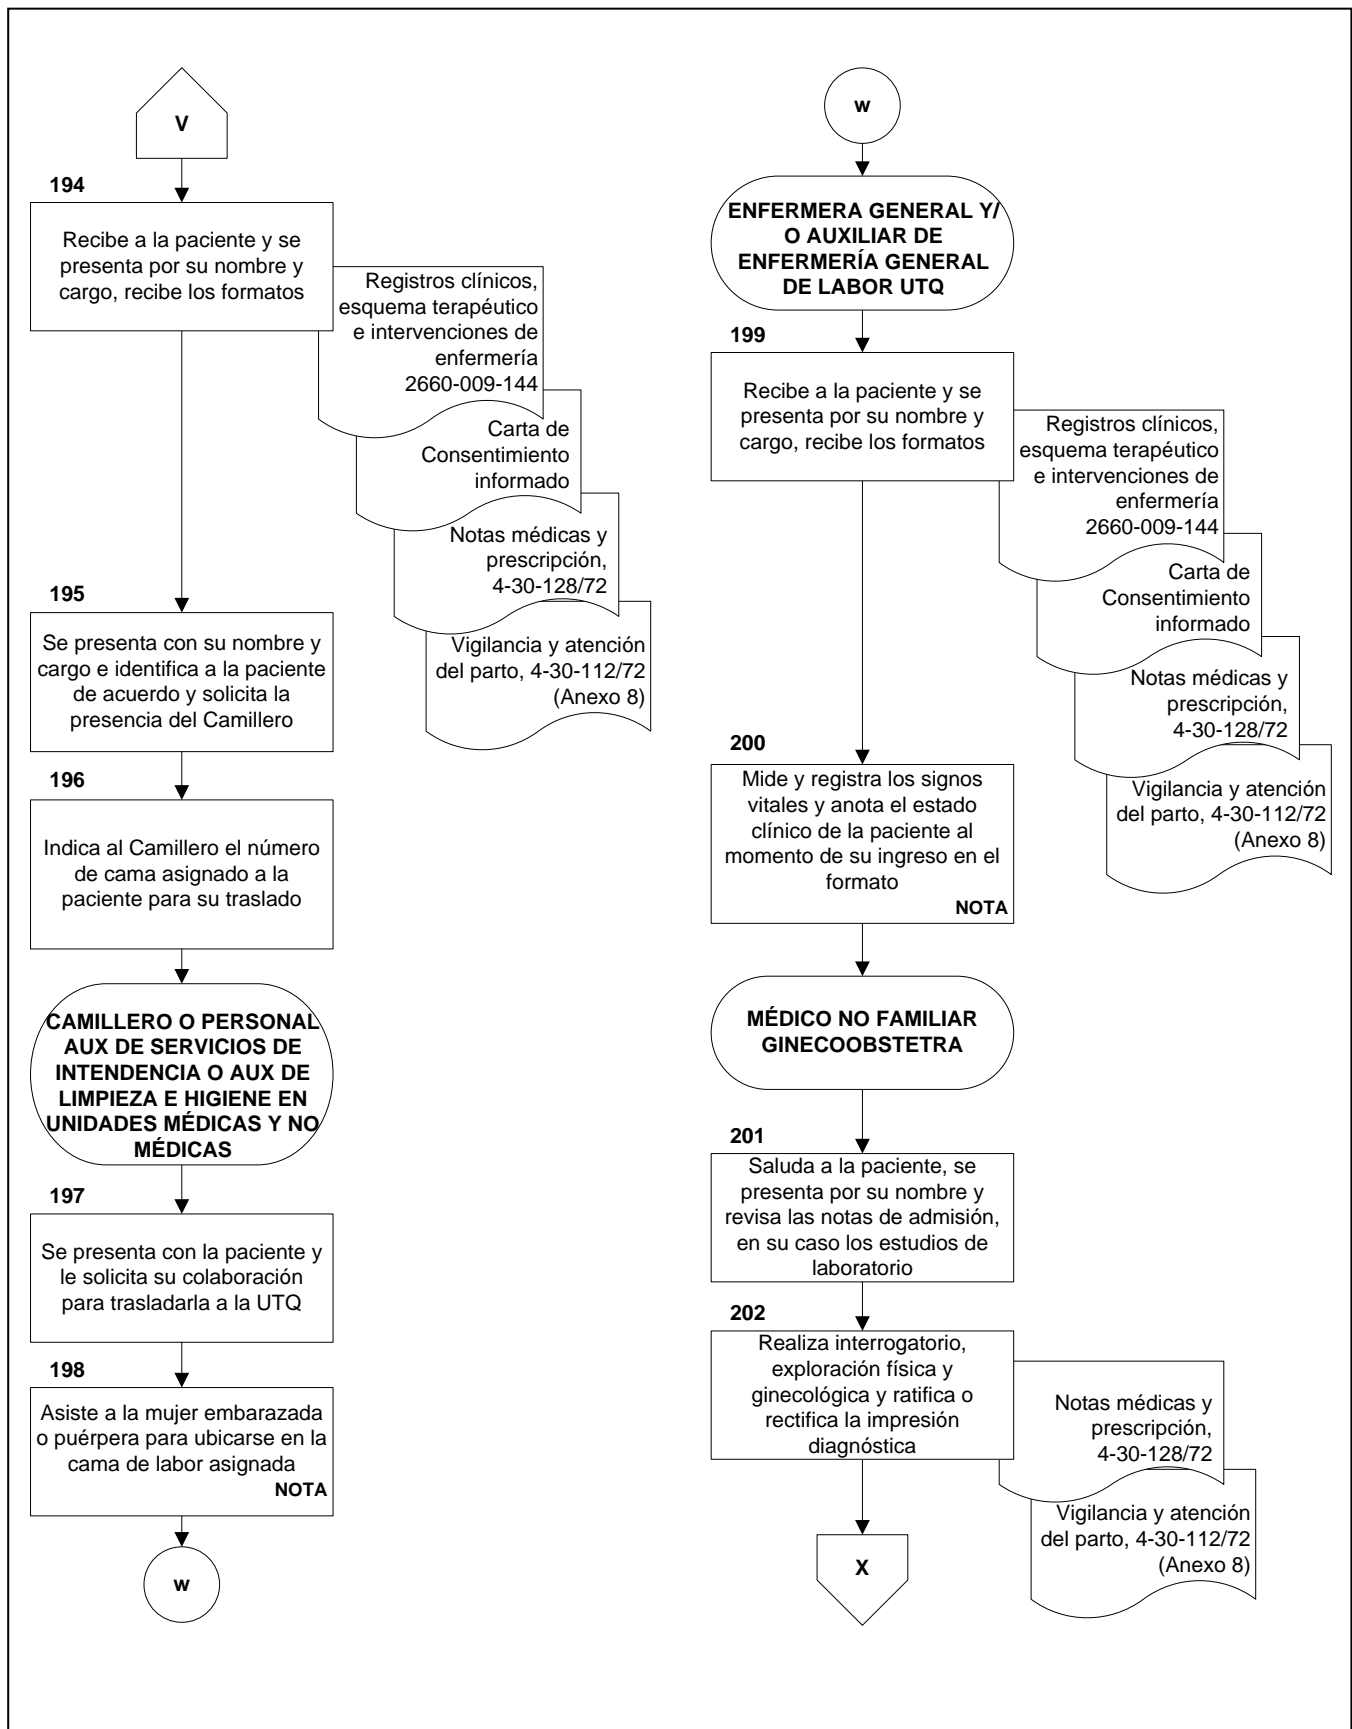 V
194
Recibe a la paciente y se
presenta por su nombre y
cargo, recibe los formatos
Registros clínicos,
esquema terapéutico
e intervenciones de
enfermería
2660-009-144
Carta de
Consentimiento
informado
Notas médicas y
prescripción,
4-30-128/72
Vigilancia y atención
del parto, 4-30-112/72
(Anexo 8)
195
Se presenta con su nombre y
cargo e identifica a la paciente
de acuerdo y solicita la
presencia del Camillero
196
Indica al Camillero el número
de cama asignado a la
paciente para su traslado
CAMILLERO O PERSONAL
AUX DE SERVICIOS DE
INTENDENCIA O AUX DE
LIMPIEZA E HIGIENE EN
UNIDADES MÉDICAS Y NO
MÉDICAS
197
Se presenta con la paciente y
le solicita su colaboración
para trasladarla a la UTQ
198
Asiste a la mujer embarazada
o puérpera para ubicarse en la
cama de labor asignada
NOTA
w
w
ENFERMERA GENERAL Y/
O AUXILIAR DE
ENFERMERÍA GENERAL
DE LABOR UTQ
199
Recibe a la paciente y se
presenta por su nombre y
cargo, recibe los formatos
Registros clínicos,
esquema terapéutico
e intervenciones de
enfermería
2660-009-144
Carta de
Consentimiento
informado
Notas médicas y
prescripción,
4-30-128/72
Vigilancia y atención
del parto, 4-30-112/72
(Anexo 8)
200
Mide y registra los signos
vitales y anota el estado
clínico de la paciente al
momento de su ingreso en el
formato
NOTA
MÉDICO NO FAMILIAR
GINECOOBSTETRA
201
Saluda a la paciente, se
presenta por su nombre y
revisa las notas de admisión,
en su caso los estudios de
laboratorio
202
Realiza interrogatorio,
exploración física y
ginecológica y ratifica o
rectifica la impresión
diagnóstica
Notas médicas y
prescripción,
4-30-128/72
Vigilancia y atención
del parto, 4-30-112/72
(Anexo 8)
X